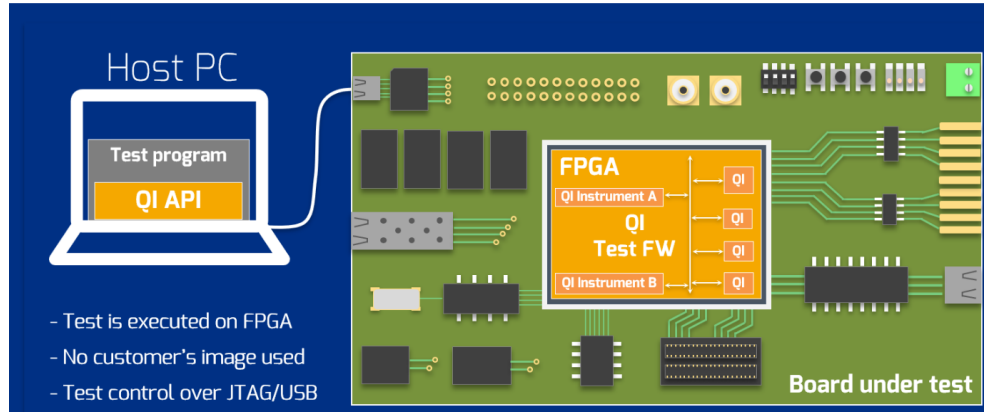 Host PC
Test program
QI API
- Test is executed on FPGA
- No customer's image used
- Test control over JTAG/USB
FPGA
QI Instrument A
QI
Test FW
QI Instrument B
QI
QI
QI
QI
Board under test